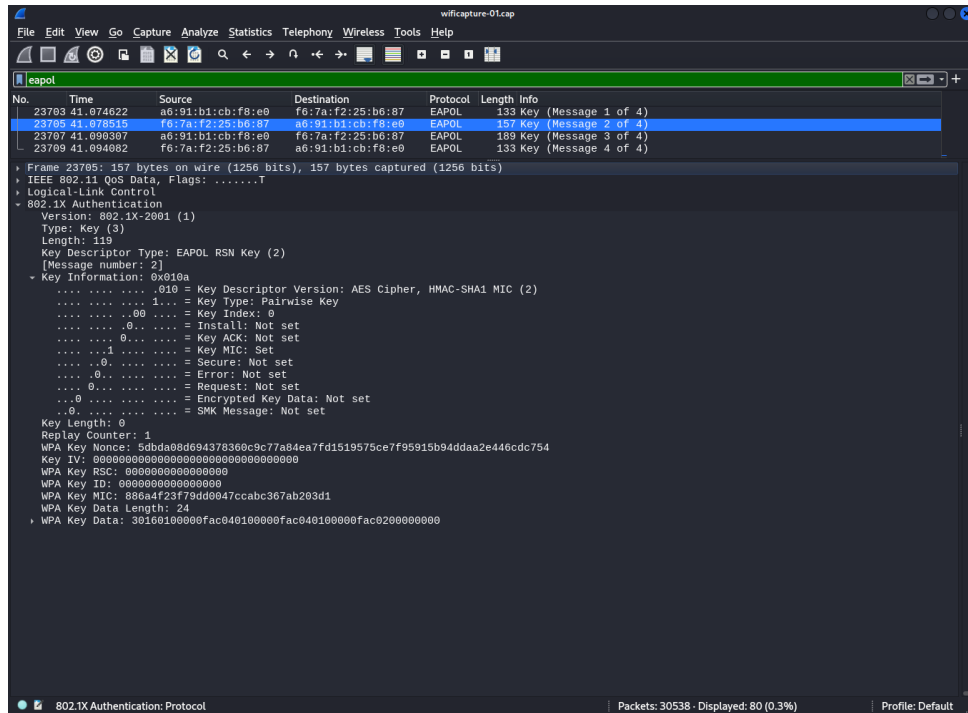 wificapture-01.cap
File Edit View Go Capture Analyze Statistics Telephony Wireless Tools Help
eapol
No. Time Source Destination Protocol Length Info
23703 41.074622 a6:91:b1:cb:f8:e0 f6:7a:f2:25:b6:87 EAPOL 133 Key (Message 1 of 4)
23705 41.078515 f6:7a:f2:25:b6:87 a6:91:b1:cb:f8:e0 EAPOL 157 Key (Message 2 of 4)
23707 41.090307 a6:91:b1:cb:f8:e0 f6:7a:f2:25:b6:87 EAPOL 189 Key (Message 3 of 4)
23709 41.094082 f6:7a:f2:25:b6:87 a6:91:b1:cb:f8:e0 EAPOL 133 Key (Message 4 of 4)
Frame 23705: 157 bytes on wire (1256 bits), 157 bytes captured (1256 bits)
IEEE 802.11 QoS Data, Flags: .......T
Logical-Link Control
802.1X Authentication
Version: 802.1X-2001 (1)
Type: Key (3)
Length: 119
Key Descriptor Type: EAPOL RSN Key (2)
[Message number: 2]
Key Information: 0x010a
.... .... .... .010 = Key Descriptor Version: AES Cipher, HMAC-SHA1 MIC (2)
.... .... .... 1... = Key Type: Pairwise Key
.... .... ..00 .... = Key Index: 0
.... .... .0.. .... = Install: Not set
.... .... 0... .... = Key ACK: Not set
.... ...1 .... .... = Key MIC: Set
.... ..0. .... .... = Secure: Not set
.... .0.. .... .... = Error: Not set
.... 0... .... .... = Request: Not set
...0 .... .... .... = Encrypted Key Data: Not set
..0. .... .... .... = SMK Message: Not set
Key Length: 0
Replay Counter: 1
WPA Key Nonce: 5dbda08d694378360c9c77a84ea7fd1519575ce7f95915b94ddaa2e446cdc754
Key IV: 00000000000000000000000000000000
WPA Key RSC: 0000000000000000
WPA Key ID: 0000000000000000
WPA Key MIC: 886a4f23f79dd0047ccabc367ab203d1
WPA Key Data Length: 24
WPA Key Data: 30160100000fac040100000fac040100000fac0200000000
802.1X Authentication: Protocol Packets: 30538 · Displayed: 80 (0.3%) Profile: Default